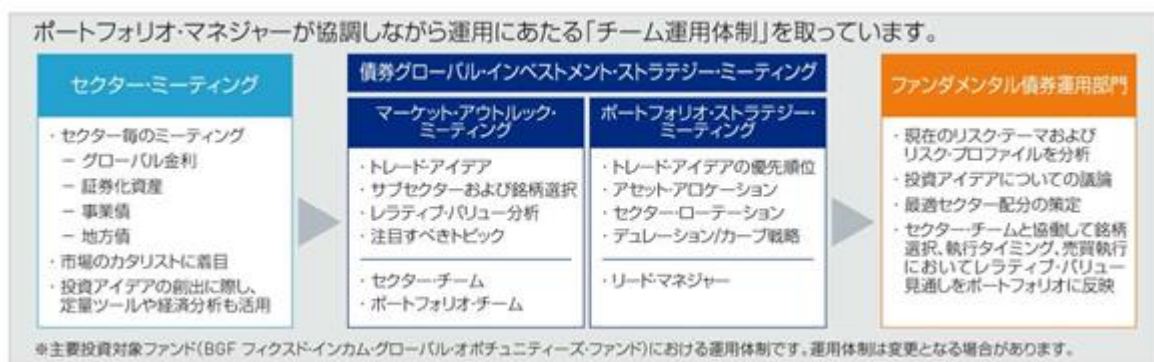 ポートフォリオ・マネジャーが協調しながら運用にあたる「チーム運用体制」を取っています。
セクター・ミーティング
・セクター毎のミーティング
－ グローバル金利
－ 証券化資産
－ 事業債
－ 地方債
・市場のカタリストに着目
・投資アイデアの創出に際し、
定量ツールや経済分析も活用
債券グローバル・インベストメント・ストラテジー・ミーティング
マーケット・アウトルック・
ミーティング
・トレード・アイデア
・サブセクターおよび銘柄選択
・レラティブ・バリュー分析
・注目すべきトピック
・セクター・チーム
・ポートフォリオ・チーム
ポートフォリオ・ストラテジー・
ミーティング
・トレード・アイデアの優先順位
・アセット・アロケーション
・セクター・ローテーション
・デュレーション/カーブ戦略
・リード・マネジャー
ファンダメンタル債券運用部門
・現在のリスク・テーマおよび
リスク・プロファイルを分析
・投資アイデアについての議論
・最適セクター配分の策定
・セクター・チームと協働して銘柄
選択、執行タイミング、売買執行
においてレラティブ・バリュー
見通しをポートフォリオに反映
※主要投資対象ファンド(BGF フィクスド・インカム・グローバル・オポチュニティーズ・ファンド)における運用体制です。運用体制は変更となる場合があります。